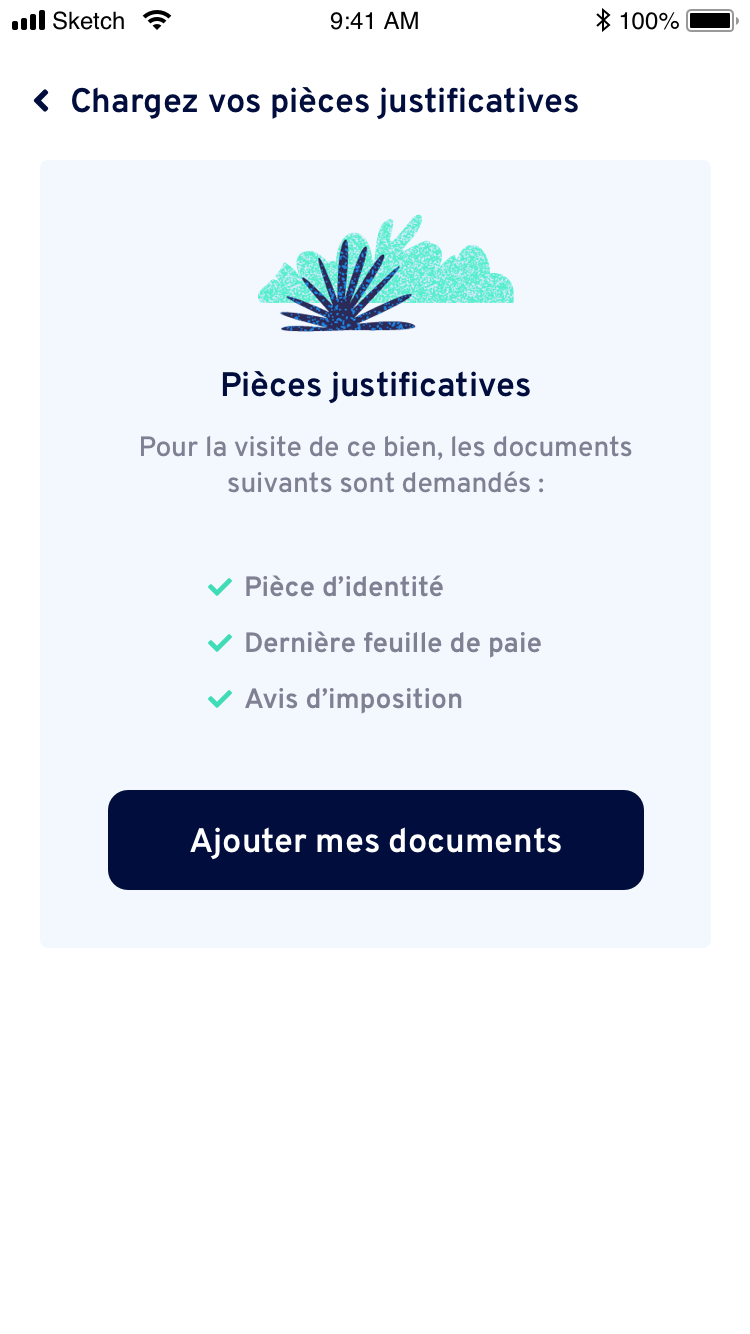 Sketch 9:41 AM 100%
Chargez vos pièces justificatives
Pièces justificatives
Pour la visite de ce bien, les documents
suivants sont demandés :
Pièce d’identité
Dernière feuille de paie
Avis d’imposition
Ajouter mes documents